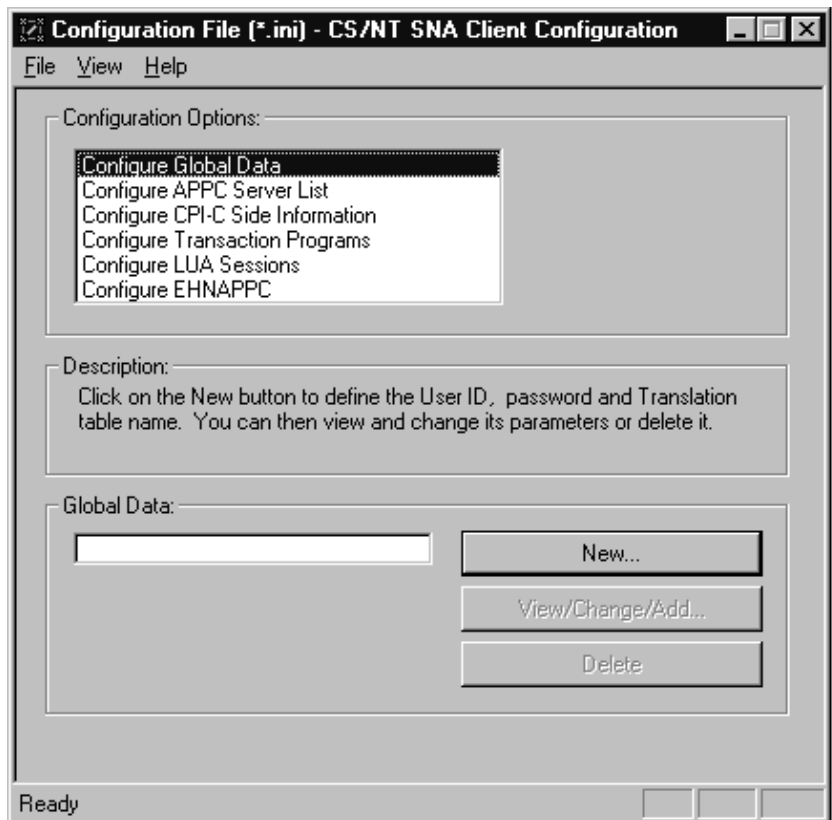 Configuration File (*.ini) - CS/NT SNA Client Configuration
File View Help
Configuration Options:
Configure Global Data
Configure APPC Server List
Configure CPI-C Side Information
Configure Transaction Programs
Configure LUA Sessions
Configure EHNAPPC
Description:
Click on the New button to define the User ID, password and Translation
table name. You can then view and change its parameters or delete it.
Global Data:
New...
View/Change/Add...
Delete
Ready